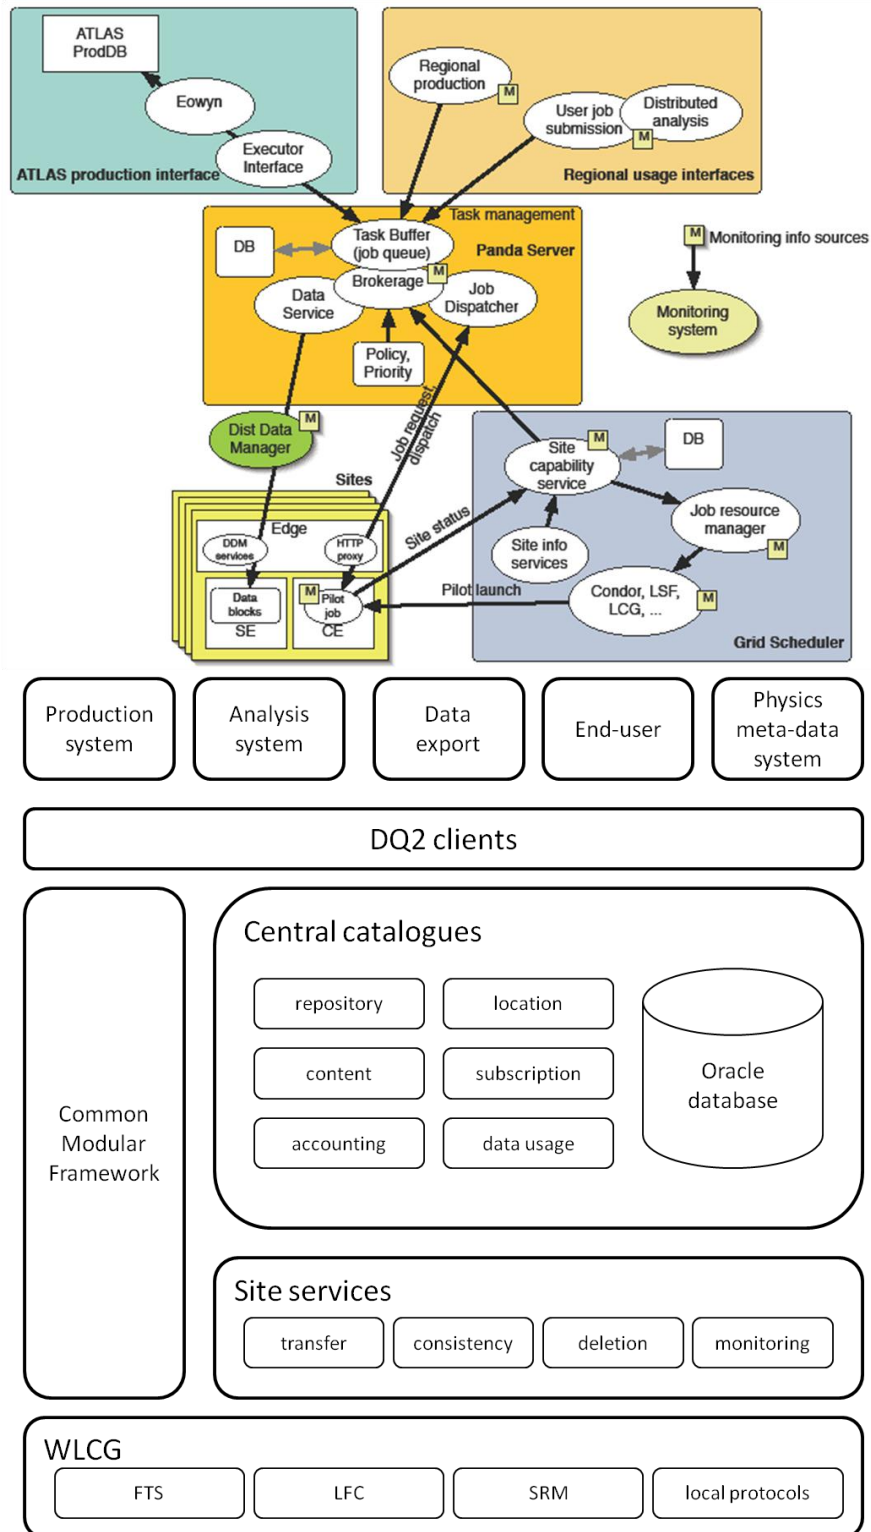 ATLAS
ProdDB
Eowyn
Executor
Interface
ATLAS production interface
Regional
production
M
User job
submission
M
Distributed
analysis
Regional usage interfaces
Task management
Panda Server
DB
Task Buffer
(job queue)
Brokerage
M
Data
Service
Job
Dispatcher
Policy,
Priority
M
Monitoring info sources
Monitoring
system
Dist Data
Manager
M
Job request,
dispatch
Sites
Edge
DDM
services
HTTP
proxy
Data
blocks
SE
M
Pilot
job
CE
Site status
Pilot launch
Site
capability
service
M
DB
Job resource
manager
M
Site info
services
Condor, LSF,
LCG, ...
M
Grid Scheduler
Production
system
Analysis
system
Data
export
End-user
Physics
meta-data
system
DQ2 clients
Common
Modular
Framework
Central catalogues
repository
location
content
subscription
accounting
data usage
Oracle
database
Site services
transfer
consistency
deletion
monitoring
WLCG
FTS
LFC
SRM
local protocols